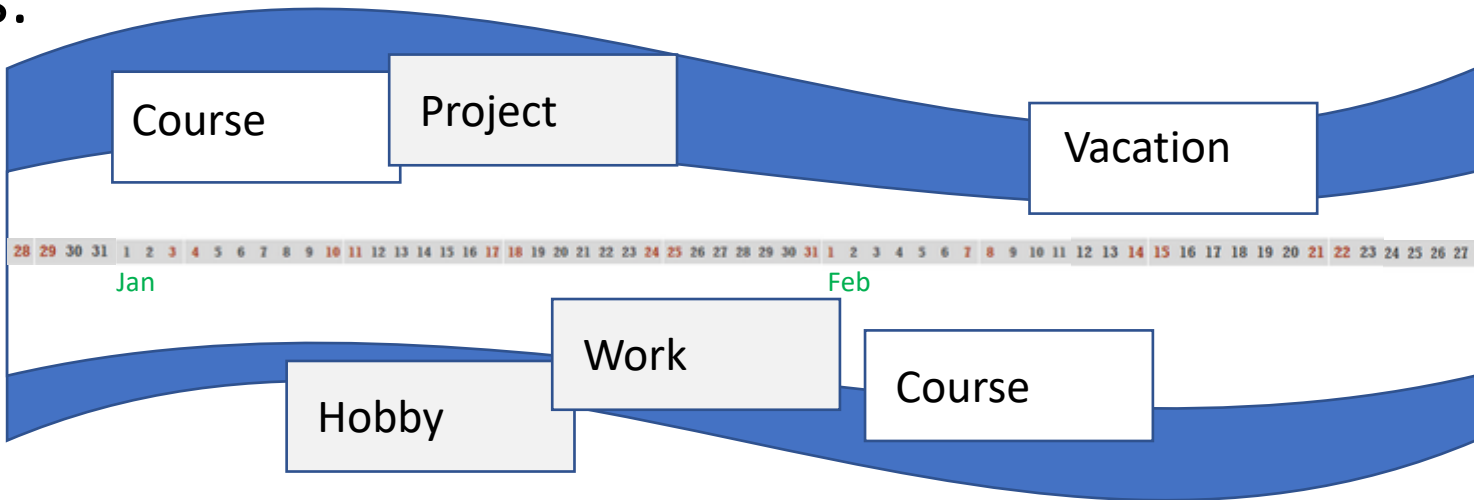 Course
Project
Vacation
28 29 30 31 1 2 3 4 5 6 7 8 9 10 11 12 13 14 15 16 17 18 19 20 21 22 23 24 25 26 27 28 29 30 31 1 2 3 4 5 6 7 8 9 10 11 12 13 14 15 16 17 18 19 20 21 22 23 24 25 26 27
Jan Feb
Work
Course
Hobby